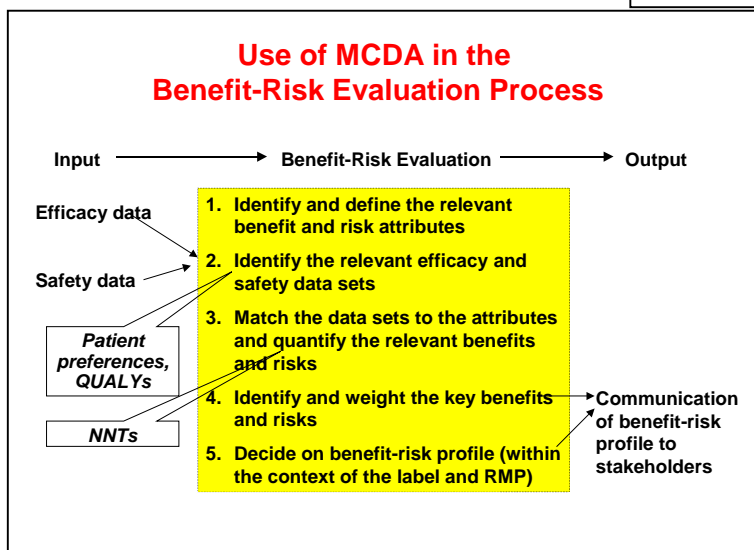 Use of MCDA in the
Benefit-Risk Evaluation Process
Input
Benefit-Risk Evaluation
Output
Efficacy data
Safety data
Patient
preferences,
QUALYs
NNTs
1. Identify and define the relevant
benefit and risk attributes
2. Identify the relevant efficacy and
safety data sets
3. Match the data sets to the attributes
and quantify the relevant benefits
and risks
4. Identify and weight the key benefits
and risks
5. Decide on benefit-risk profile (within
the context of the label and RMP)
Communication
of benefit-risk
profile to
stakeholders